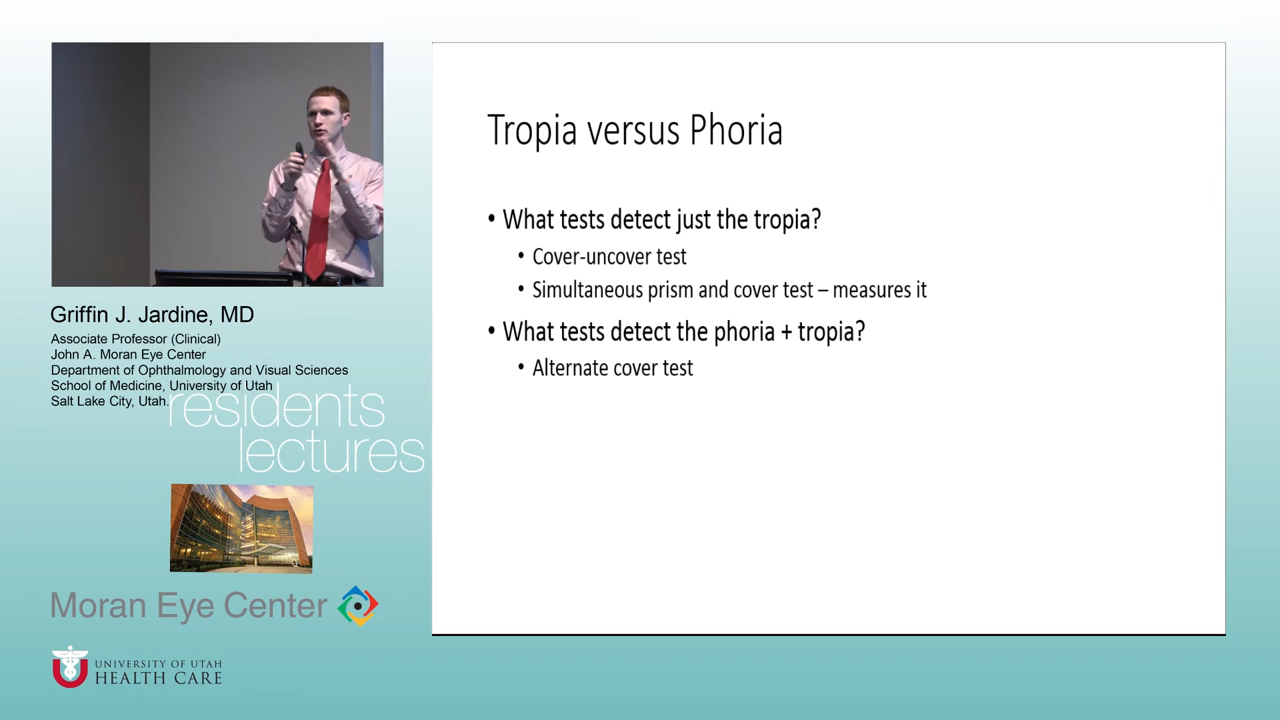 Tropia versus Phoria
• What tests detect just the tropia?
• Cover-uncover test
• Simultaneous prism and cover test – measures it
• What tests detect the phoria + tropia?
• Alternate cover test
Griffin J. Jardine, MD
Associate Professor (Clinical)
John A. Moran Eye Center
Department of Ophthalmology and Visual Sciences
School of Medicine, University of Utah
Salt Lake City, Utah.
residents
lectures
Moran Eye Center
UNIVERSITY OF UTAH
HEALTH CARE